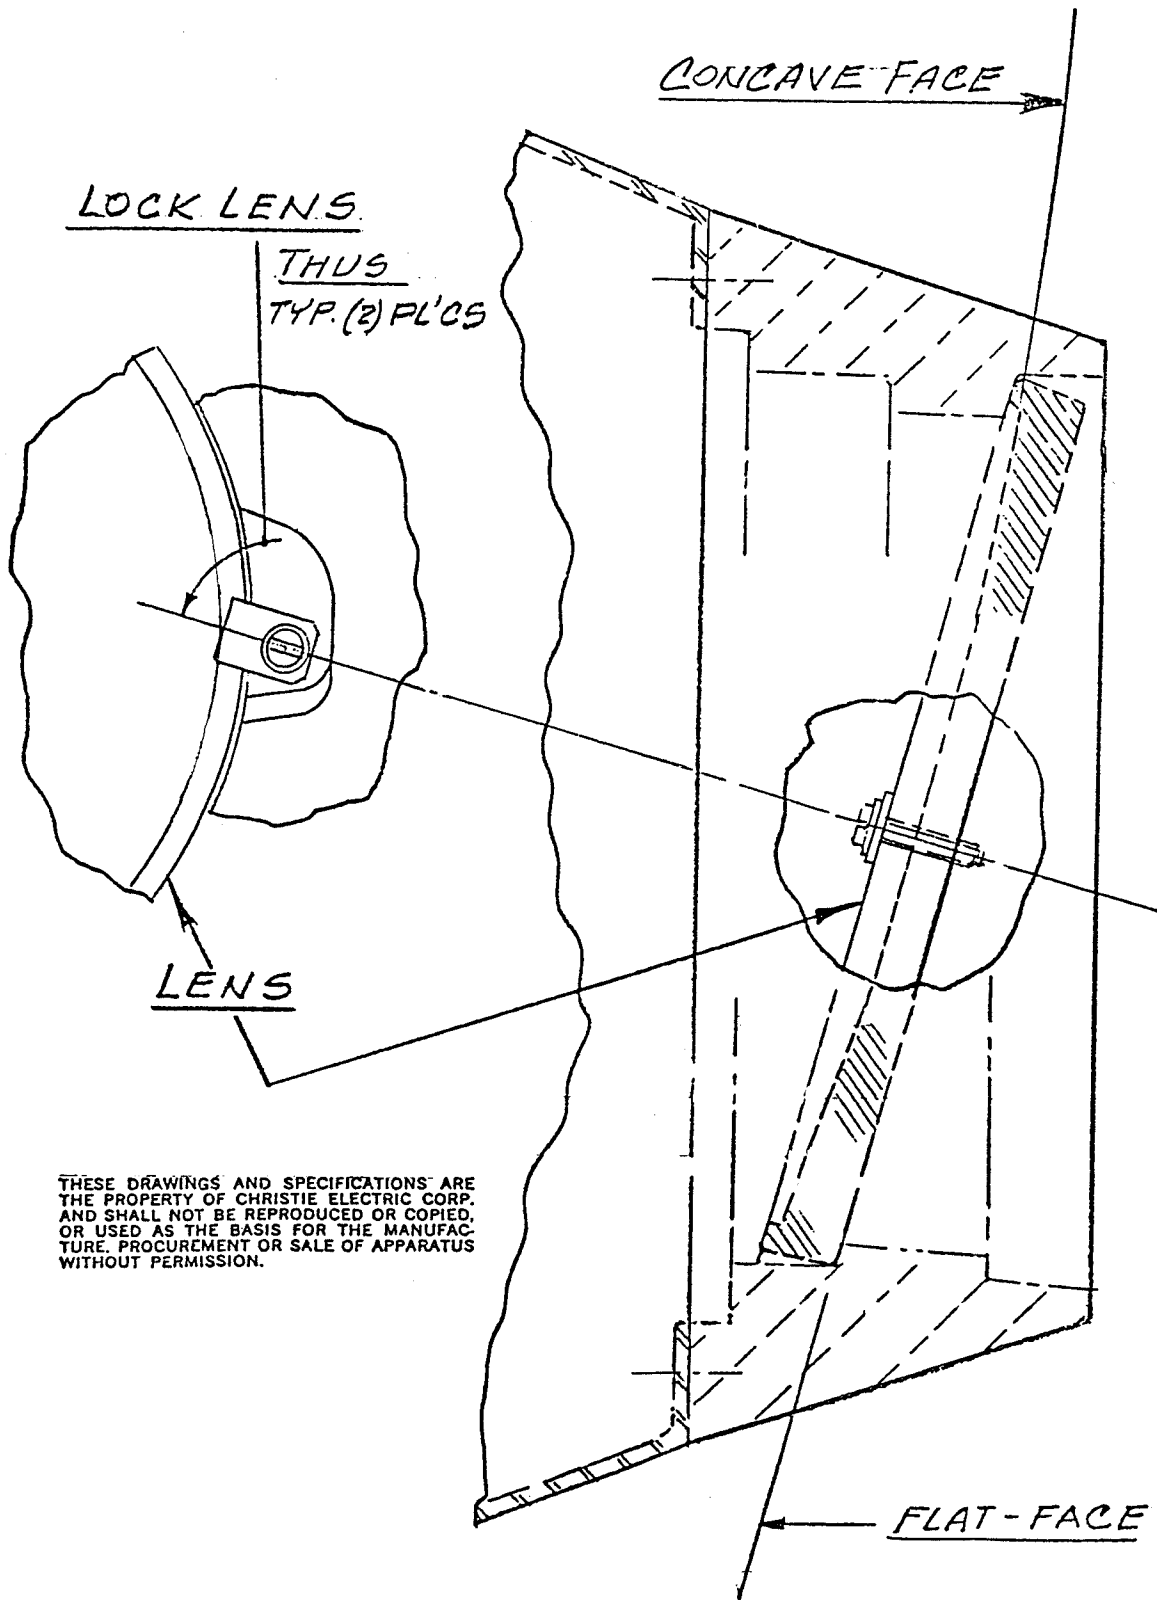 CONCAVE FACE
LOCK LENS
THUS
TYP. (2) PL'CS
LENS
THESE DRAWINGS AND SPECIFICATIONS ARE
THE PROPERTY OF CHRISTIE ELECTRIC CORP.
AND SHALL NOT BE REPRODUCED OR COPIED,
OR USED AS THE BASIS FOR THE MANUFAC-
TURE, PROCUREMENT OR SALE OF APPARATUS
WITHOUT PERMISSION.
FLAT-FACE